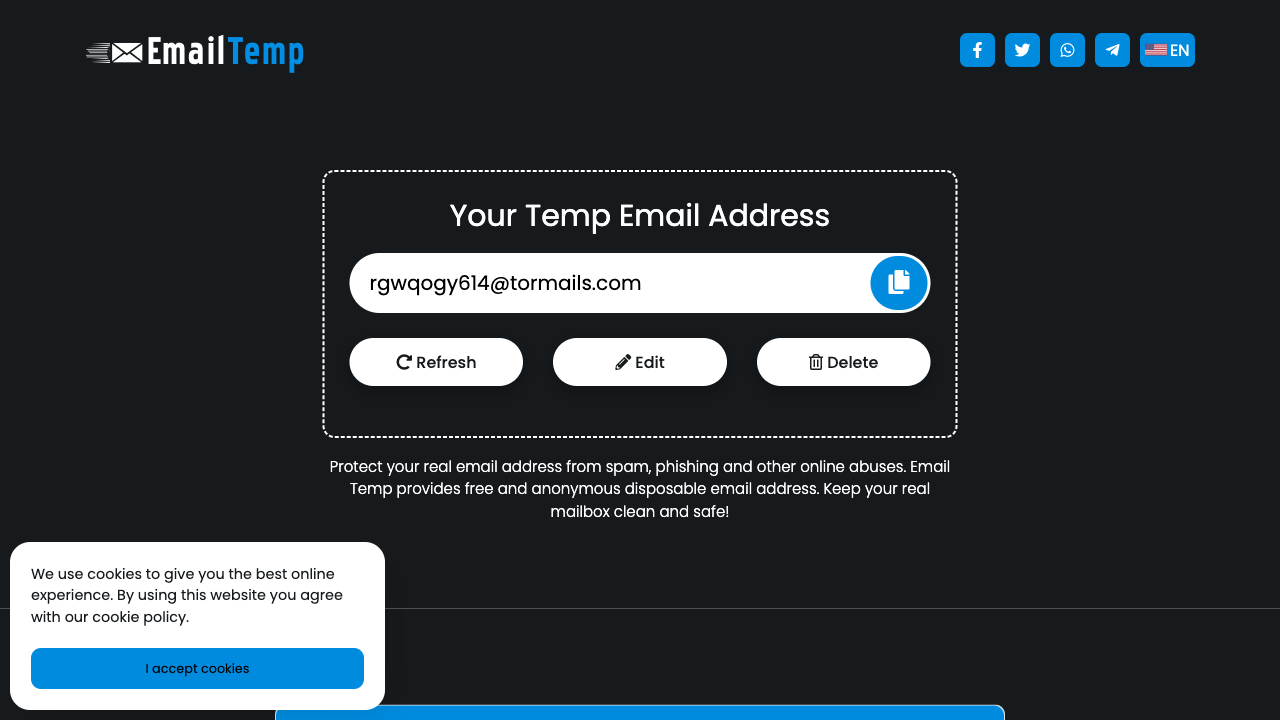 EmailTemp
EN
Your Temp Email Address
rgwqogy614@tormails.com
Refresh
Edit
Delete
Protect your real email address from spam, phishing and other online abuses. Email
Temp provides free and anonymous disposable email address. Keep your real
mailbox clean and safe!
We use cookies to give you the best online
experience. By using this website you agree
with our cookie policy.
I accept cookies